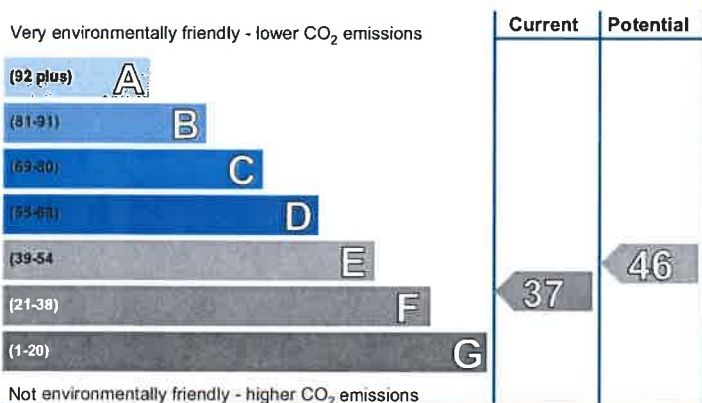 Current Potential
Very environmentally friendly - lower CO₂ emissions
(92 plus) A
(81-91) B
(69-80) C
(55-68) D
(39-54 E
(21-38) F
(1-20) G
37
46
Not environmentally friendly - higher CO₂ emissions